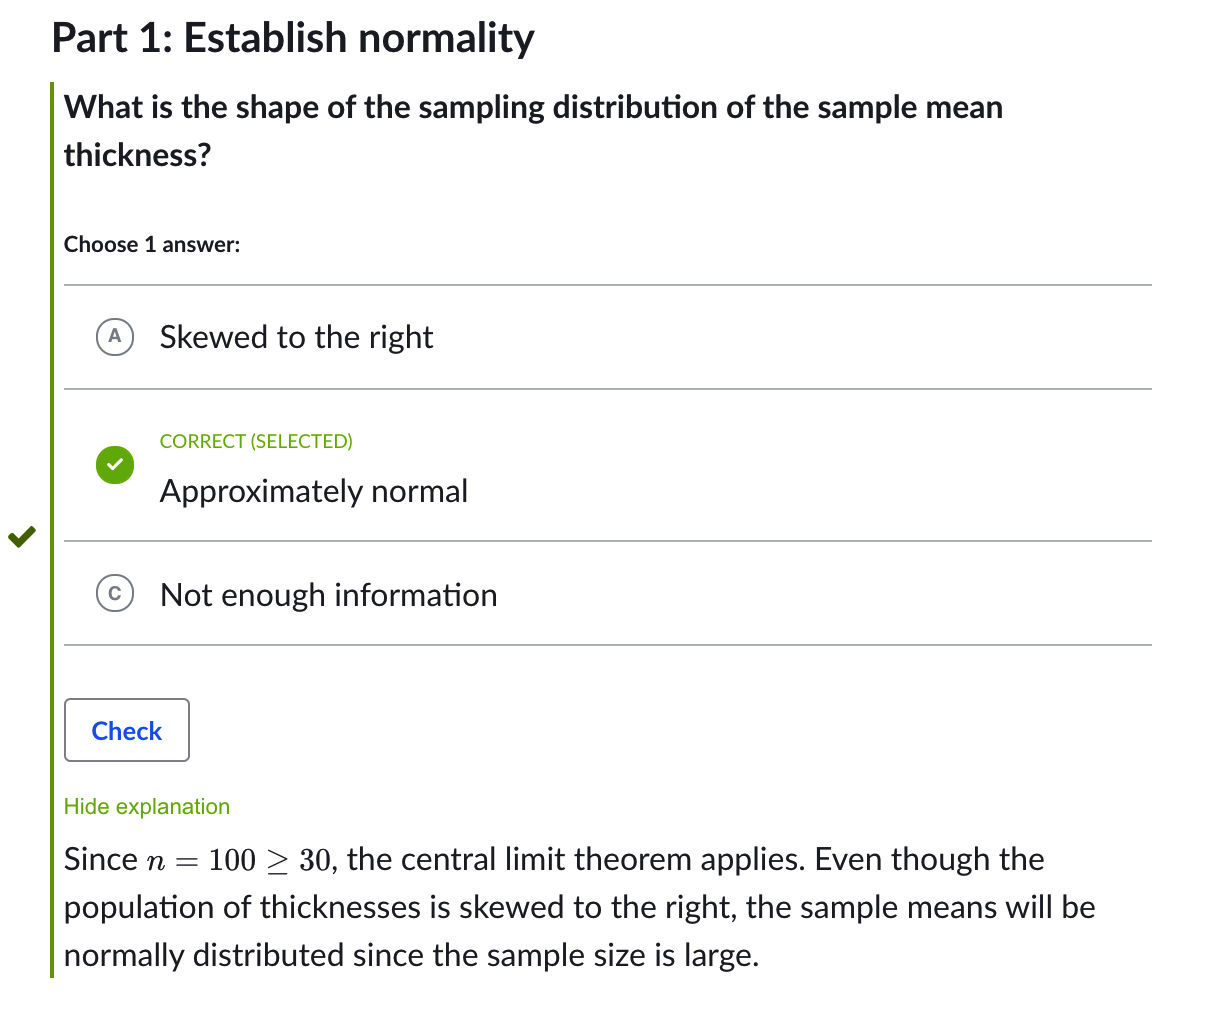 Part 1: Establish normality
What is the shape of the sampling distribution of the sample mean
thickness?
Choose 1 answer:
A Skewed to the right
CORRECT (SELECTED)
Approximately normal
C Not enough information
Check
Hide explanation
Since n = 100 ≥ 30, the central limit theorem applies. Even though the
population of thicknesses is skewed to the right, the sample means will be
normally distributed since the sample size is large.